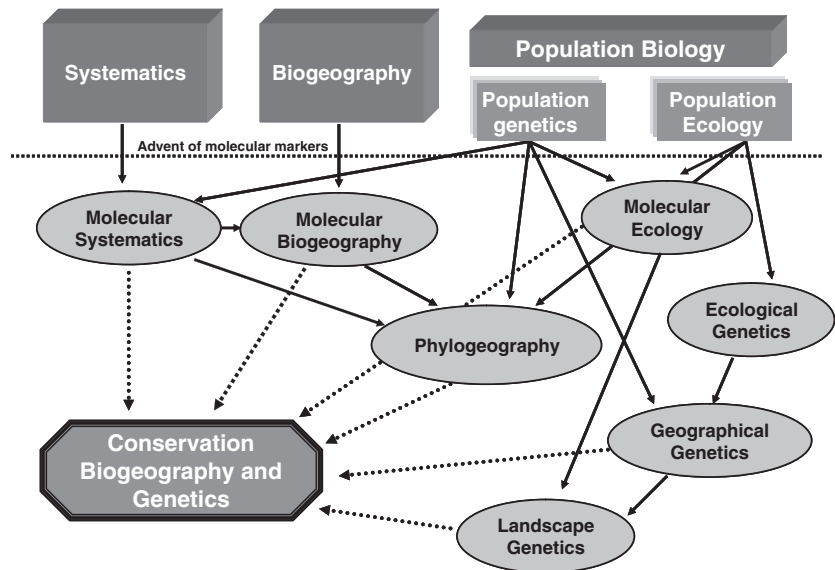 Systematics
Biogeography
Population Biology
Population
genetics
Population
Ecology
Advent of molecular markers
Molecular
Systematics
Molecular
Biogeography
Molecular
Ecology
Ecological
Genetics
Phylogeography
Geographical
Genetics
Conservation
Biogeography and
Genetics
Landscape
Genetics